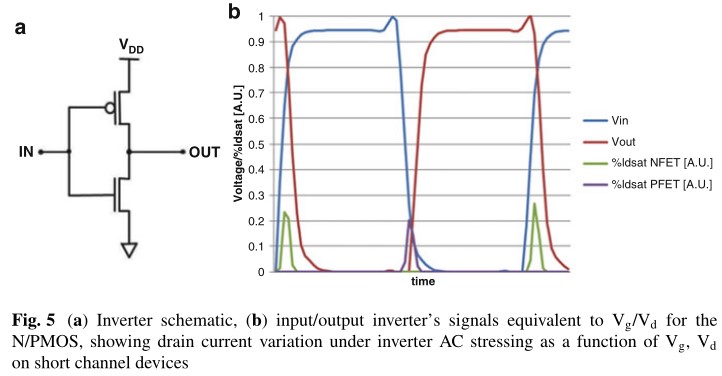 a
V_DD
IN
OUT
b
Voltage/%Idsat [A.U.]
1
0.9
0.8
0.7
0.6
0.5
0.4
0.3
0.2
0.1
0
time
Vin
Vout
%Idsat NFET [A.U.]
%Idsat PFET [A.U.]
Fig. 5 (a) Inverter schematic, (b) input/output inverter's signals equivalent to V_g/V_d for the
N/PMOS, showing drain current variation under inverter AC stressing as a function of V_g, V_d
on short channel devices